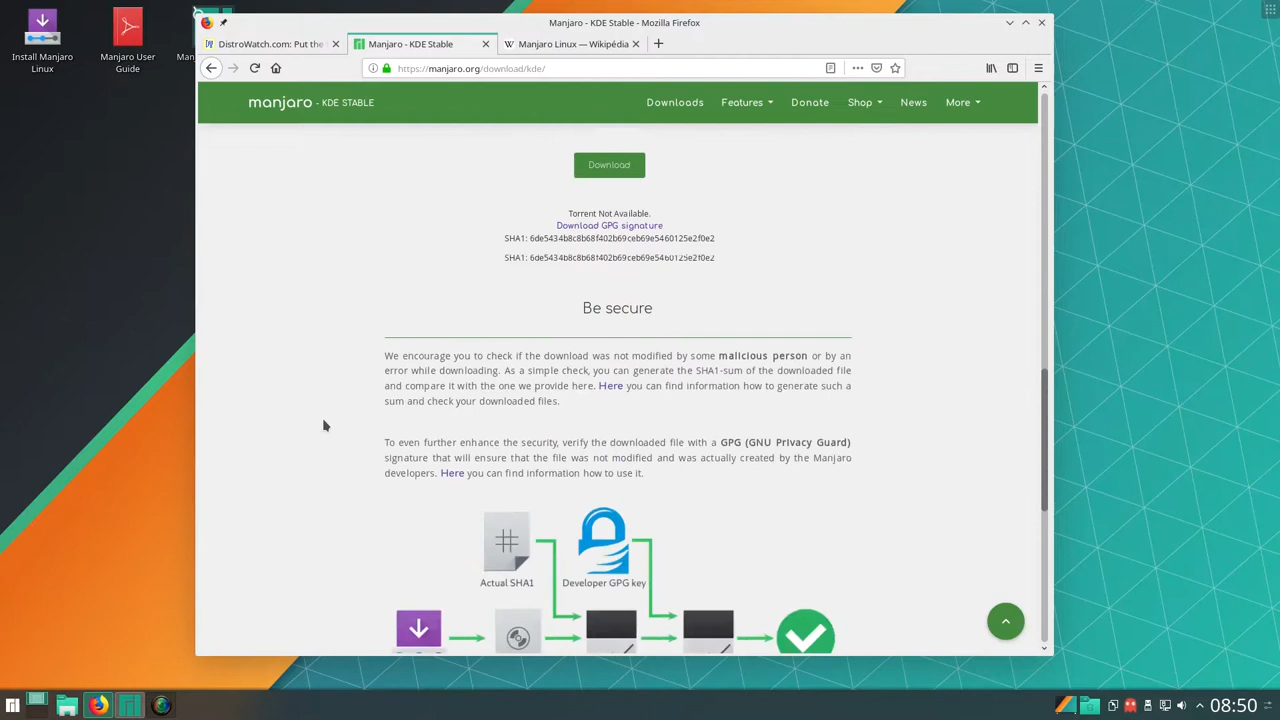 Install Manjaro
Linux
Manjaro User
Guide
Manjaro - KDE Stable - Mozilla Firefox
DistroWatch.com: Put the
Manjaro - KDE Stable
Manjaro Linux — Wikipédia
https://manjaro.org/download/kde/
manjaro - KDE STABLE
Downloads Features Donate Shop News More
Download
Torrent Not Available.
Download GPG signature
SHA1: 6de5434b8c8b68f402b69ceb69e5460125e2f0e2
SHA1: 6de5434b8c8b68f402b69ceb69e5460125e2f0e2
Be secure
We encourage you to check if the download was not modified by some malicious person or by an
error while downloading. As a simple check, you can generate the SHA1-sum of the downloaded file
and compare it with the one we provide here. Here you can find information how to generate such a
sum and check your downloaded files.
To even further enhance the security, verify the downloaded file with a GPG (GNU Privacy Guard)
signature that will ensure that the file was not modified and was actually created by the Manjaro
developers. Here you can find information how to use it.
Actual SHA1
Developer GPG key
08:50